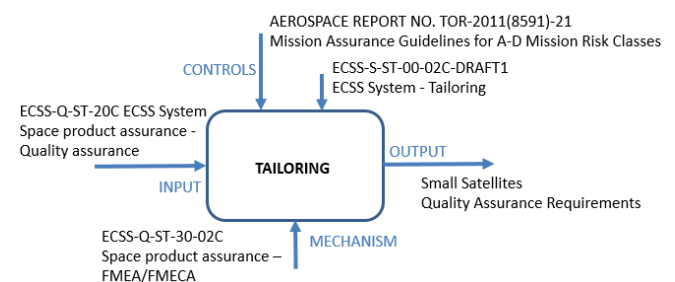 AEROSPACE REPORT NO. TOR-2011(8591)-21
Mission Assurance Guidelines for A-D Mission Risk Classes
CONTROLS
ECSS-S-ST-00-02C-DRAFT1
ECSS System - Tailoring
ECSS-Q-ST-20C ECSS System
Space product assurance -
Quality assurance
INPUT
TAILORING
OUTPUT
Small Satellites
Quality Assurance Requirements
ECSS-Q-ST-30-02C
Space product assurance –
FMEA/FMECA
MECHANISM